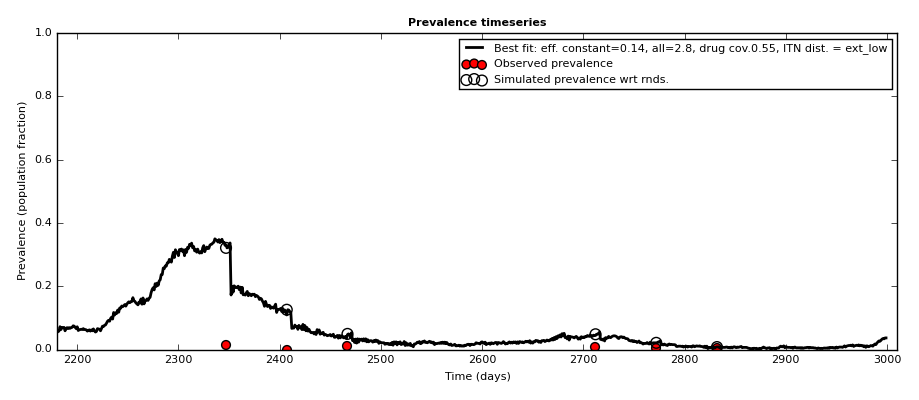 Prevalence timeseries
Best fit: eff. constant=0.14, all=2.8, drug cov.0.55, ITN dist. = ext_low
Observed prevalence
Simulated prevalence wrt rnds.
Prevalence (population fraction)
1.0
0.8
0.6
0.4
0.2
0.0
2200 2300 2400 2500 2600 2700 2800 2900 3000
Time (days)